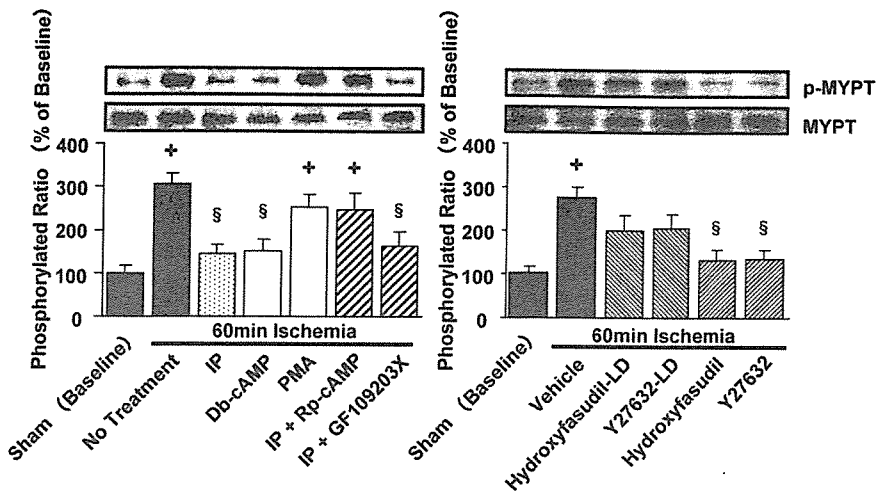 Phosphorylated Ratio (% of Baseline)
400
300
200
100
0
+
§
§
+
+
§
60min Ischemia
Sham (Baseline)
No Treatment
IP
Db-cAMP
PMA
IP + Rp-cAMP
IP + GF109203X
Phosphorylated Ratio (% of Baseline)
p-MYPT
MYPT
400
300
200
100
0
+
§
§
60min Ischemia
Sham (Baseline)
Vehicle
Hydroxyfasudil-LD
Y27632-LD
Hydroxyfasudil
Y27632